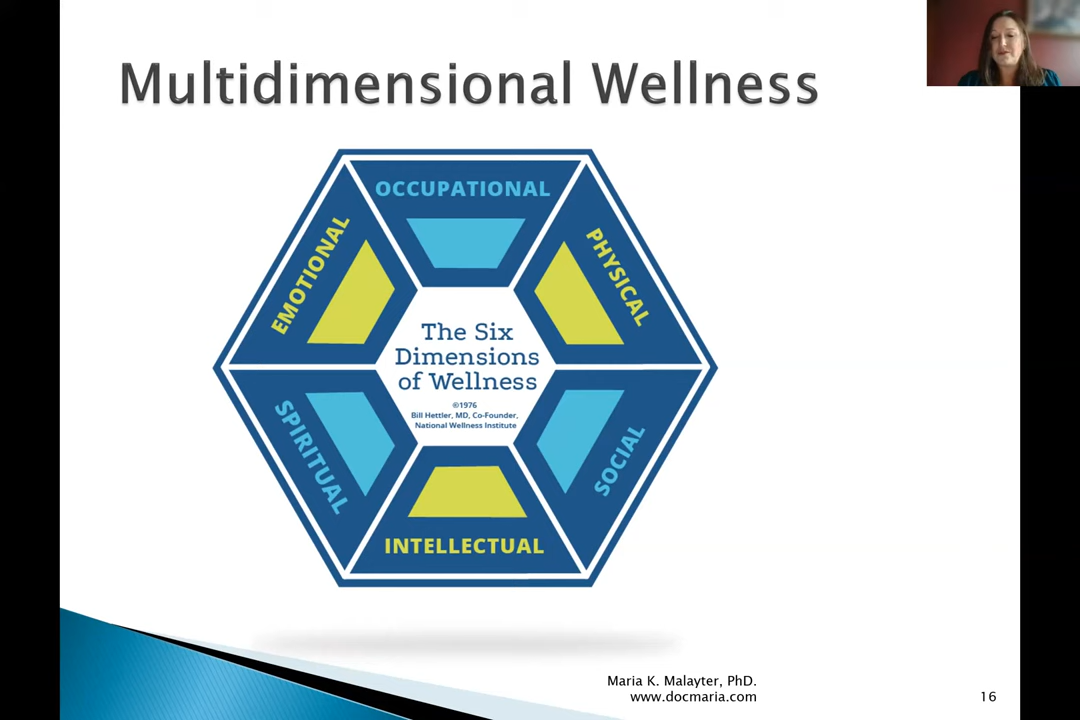 Multidimensional Wellness
OCCUPATIONAL
EMOTIONAL
PHYSICAL
The Six
Dimensions
of Wellness
©1976
Bill Hettler, MD, Co-Founder,
National Wellness Institute
SPIRITUAL
SOCIAL
INTELLECTUAL
Maria K. Malayter, PhD.
www.docmaria.com
16